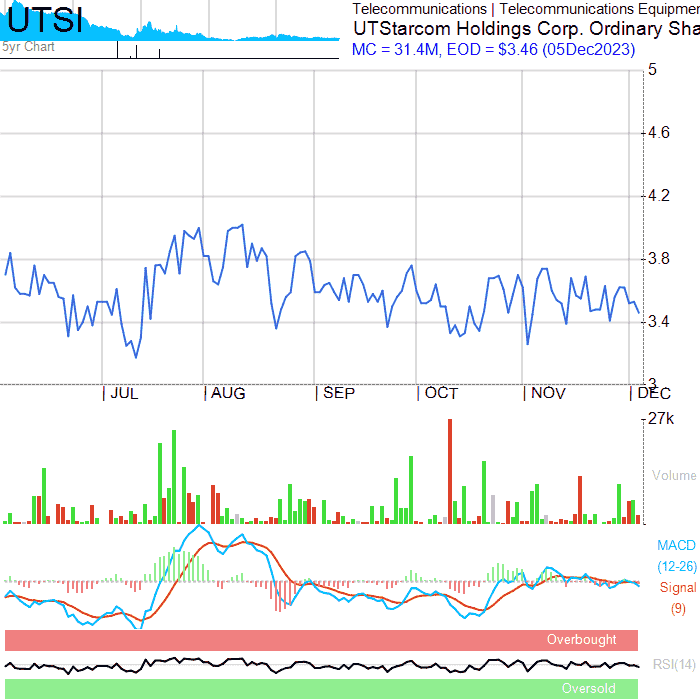 UTSI
5yr Chart
Telecommunications | Telecommunications Equipmen
UTStarcom Holdings Corp. Ordinary Sha
MC = 31.4M, EOD = $3.46 (05Dec2023)
5
4.6
4.2
3.8
3.4
3
JUL AUG SEP OCT NOV DEC
27k
Volume
MACD
(12-26)
Signal
(9)
Overbought
RSI(14)
Oversold